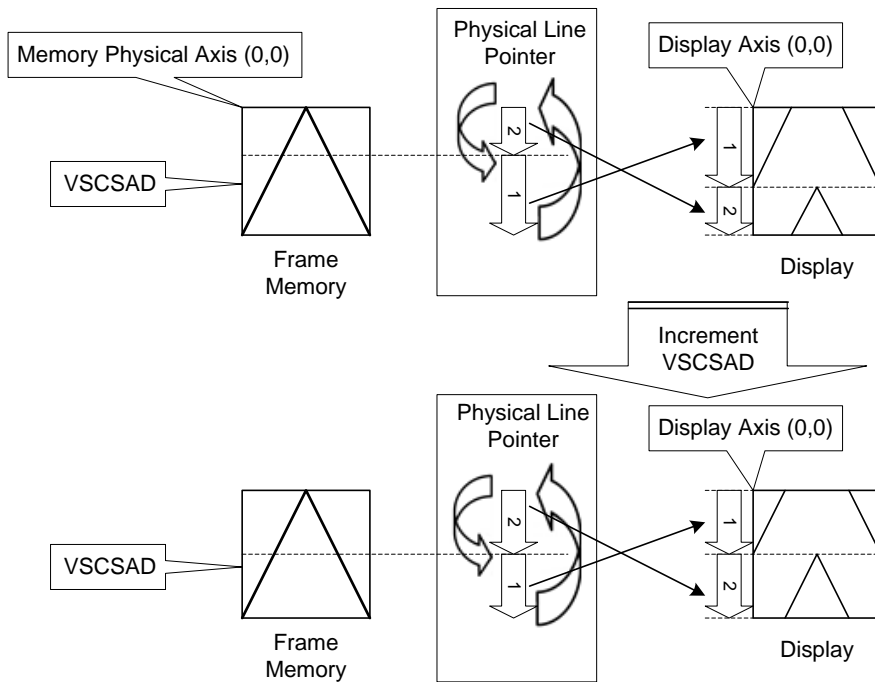 Memory Physical Axis (0,0)
Physical Line
Pointer
Display Axis (0,0)
VSCSAD
2
1
1
2
Frame
Memory
Display
Increment
VSCSAD
Physical Line
Pointer
Display Axis (0,0)
VSCSAD
2
1
1
2
Frame
Memory
Display